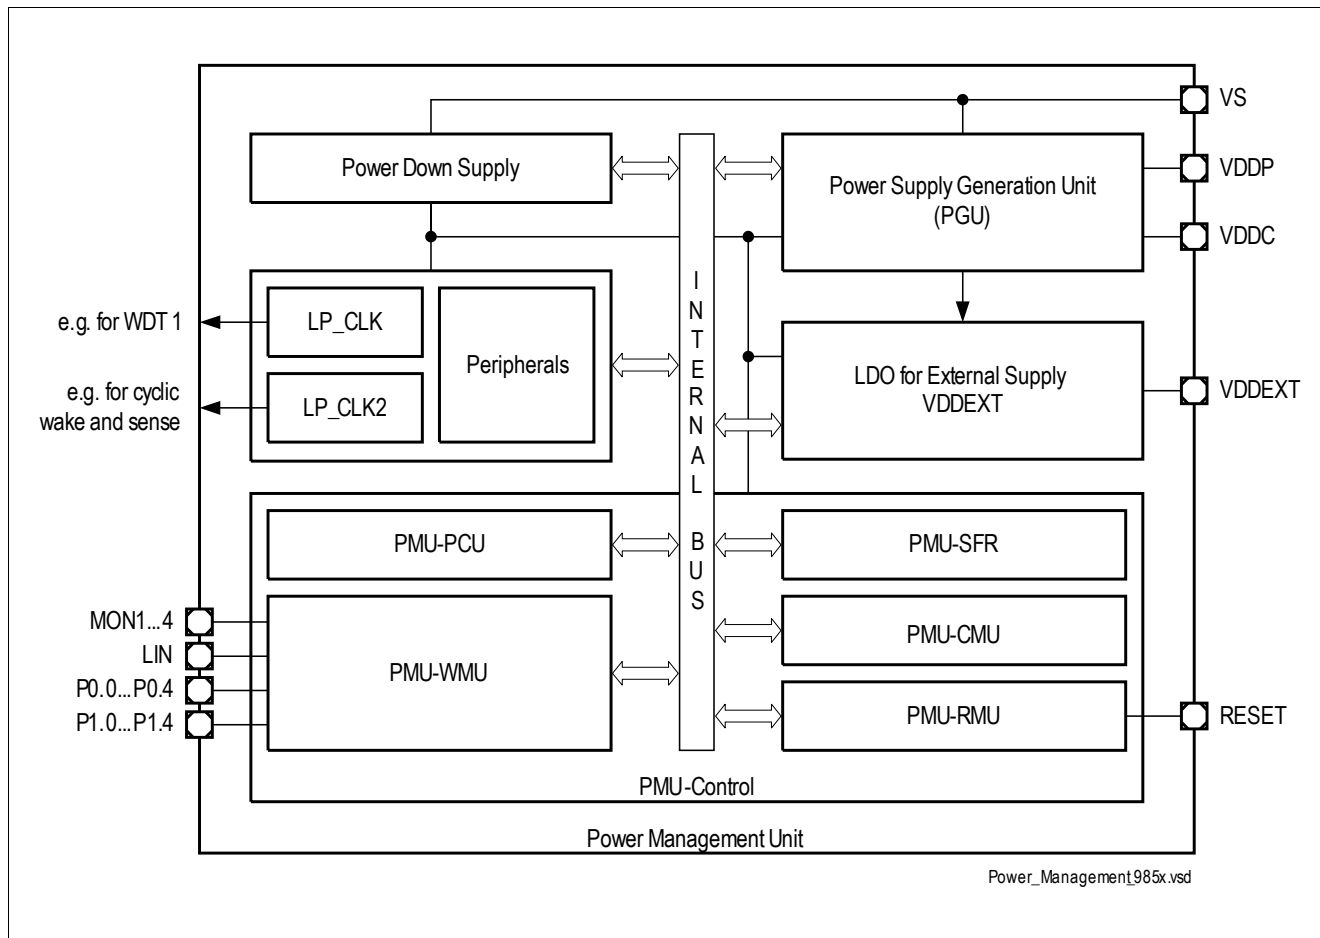 VS
Power Down Supply
Power Supply Generation Unit
(PGU)
VDDP
VDDC
INTERNAL BUS
e.g. for WDT 1
LP_CLK
Peripherals
e.g. for cyclic
wake and sense
LP_CLK2
LDO for External Supply
VDDEXT
VDDEXT
PMU-PCU
PMU-SFR
MON1...4
LIN
P0.0...P0.4
P1.0...P1.4
PMU-WMU
PMU-CMU
PMU-RMU
RESET
PMU-Control
Power Management Unit
Power_Management_985x.vsd